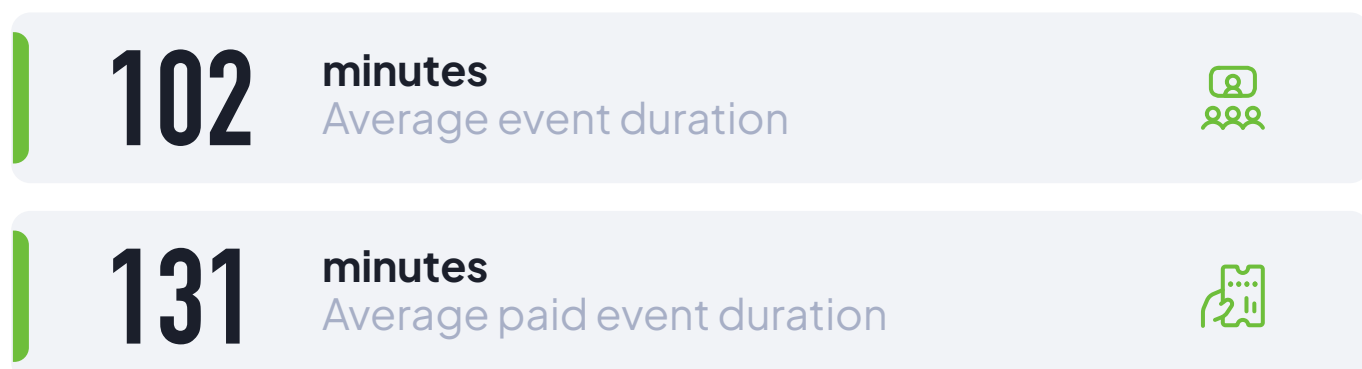 102
minutes
Average event duration
131
minutes
Average paid event duration